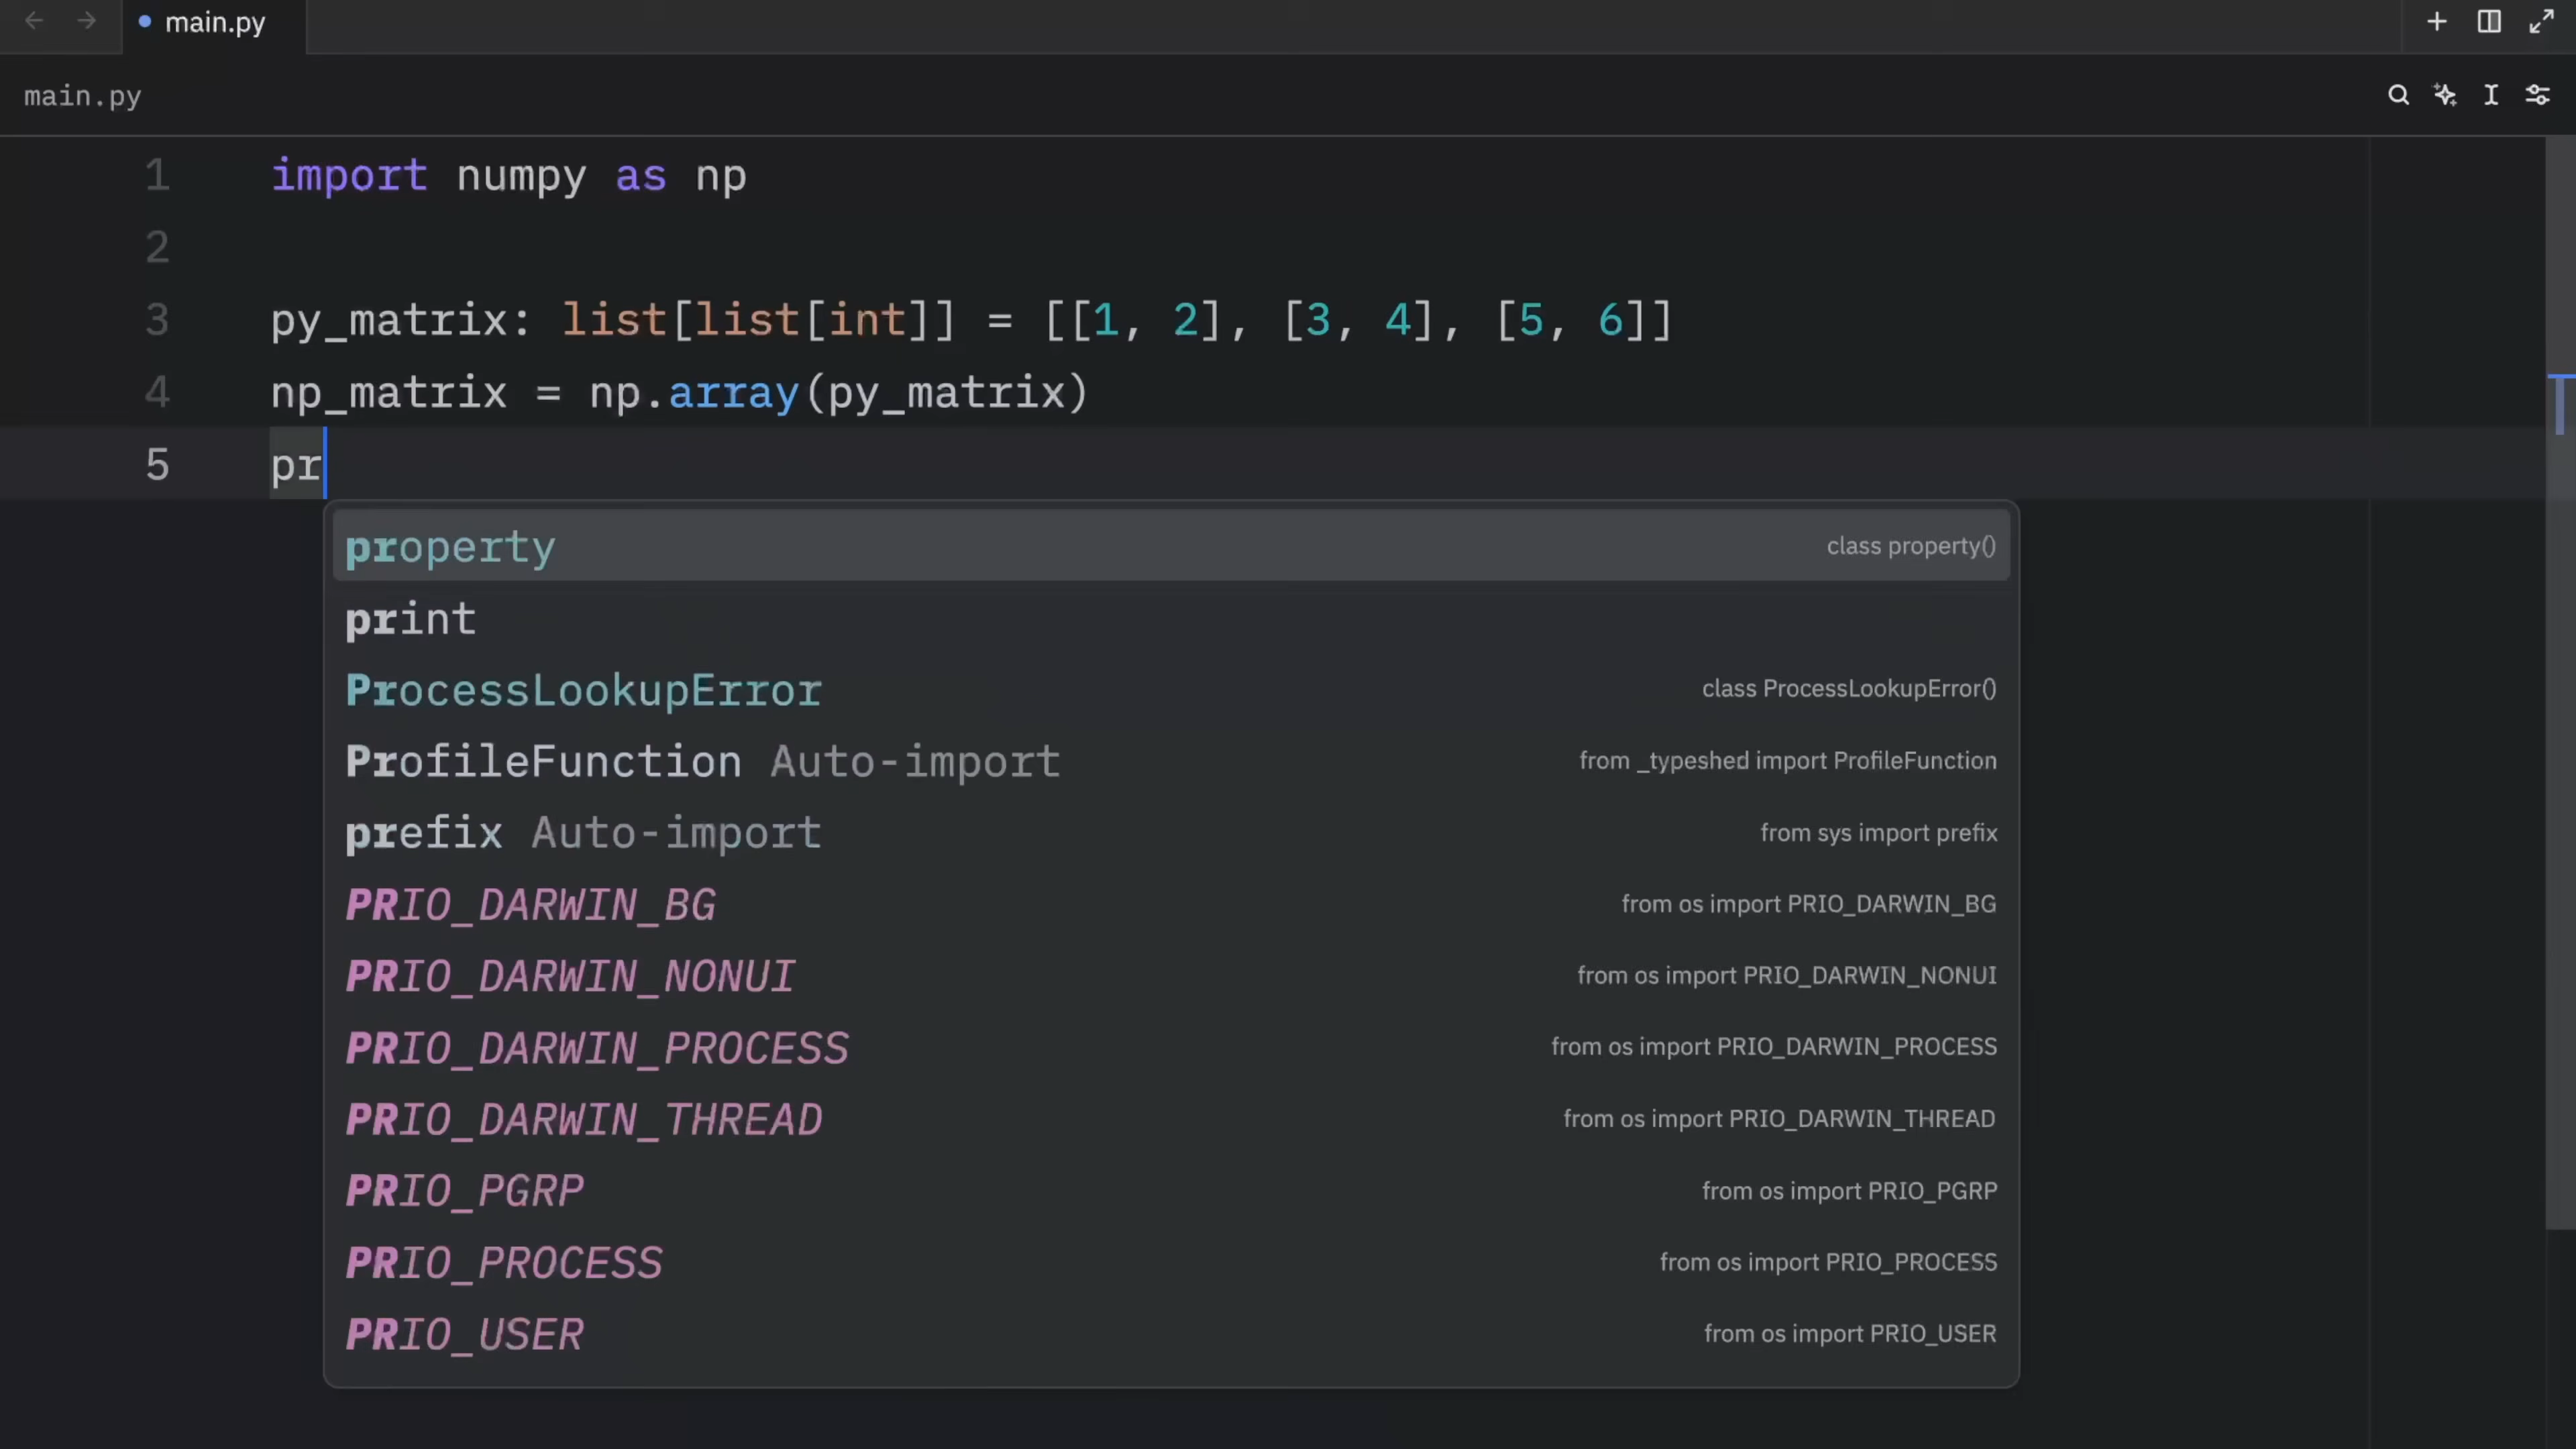 main.py
main.py
1 import numpy as np
2
3 py_matrix: list[list[int]] = [[1, 2], [3, 4], [5, 6]]
4 np_matrix = np.array(py_matrix)
5 pr
property class property()
print
ProcessLookupError class ProcessLookupError()
ProfileFunction Auto-import from _typeshed import ProfileFunction
prefix Auto-import from sys import prefix
PRIO_DARWIN_BG from os import PRIO_DARWIN_BG
PRIO_DARWIN_NONUI from os import PRIO_DARWIN_NONUI
PRIO_DARWIN_PROCESS from os import PRIO_DARWIN_PROCESS
PRIO_DARWIN_THREAD from os import PRIO_DARWIN_THREAD
PRIO_PGRP from os import PRIO_PGRP
PRIO_PROCESS from os import PRIO_PROCESS
PRIO_USER from os import PRIO_USER